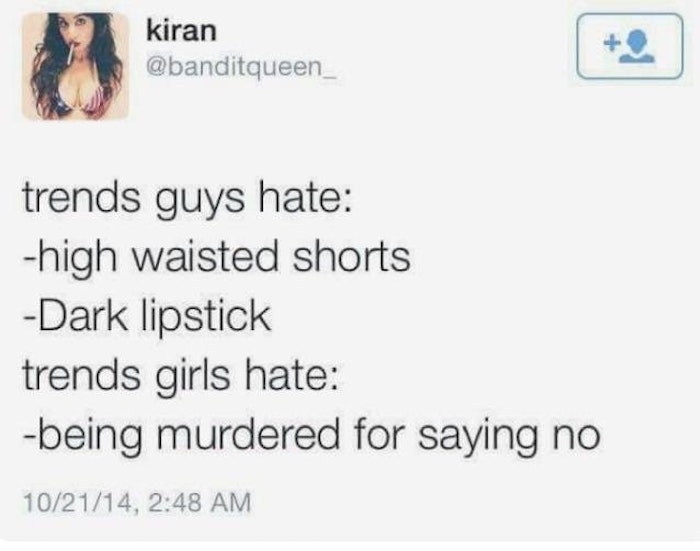 kiran
@banditqueen_
trends guys hate:
-high waisted shorts
-Dark lipstick
trends girls hate:
-being murdered for saying no
10/21/14, 2:48 AM